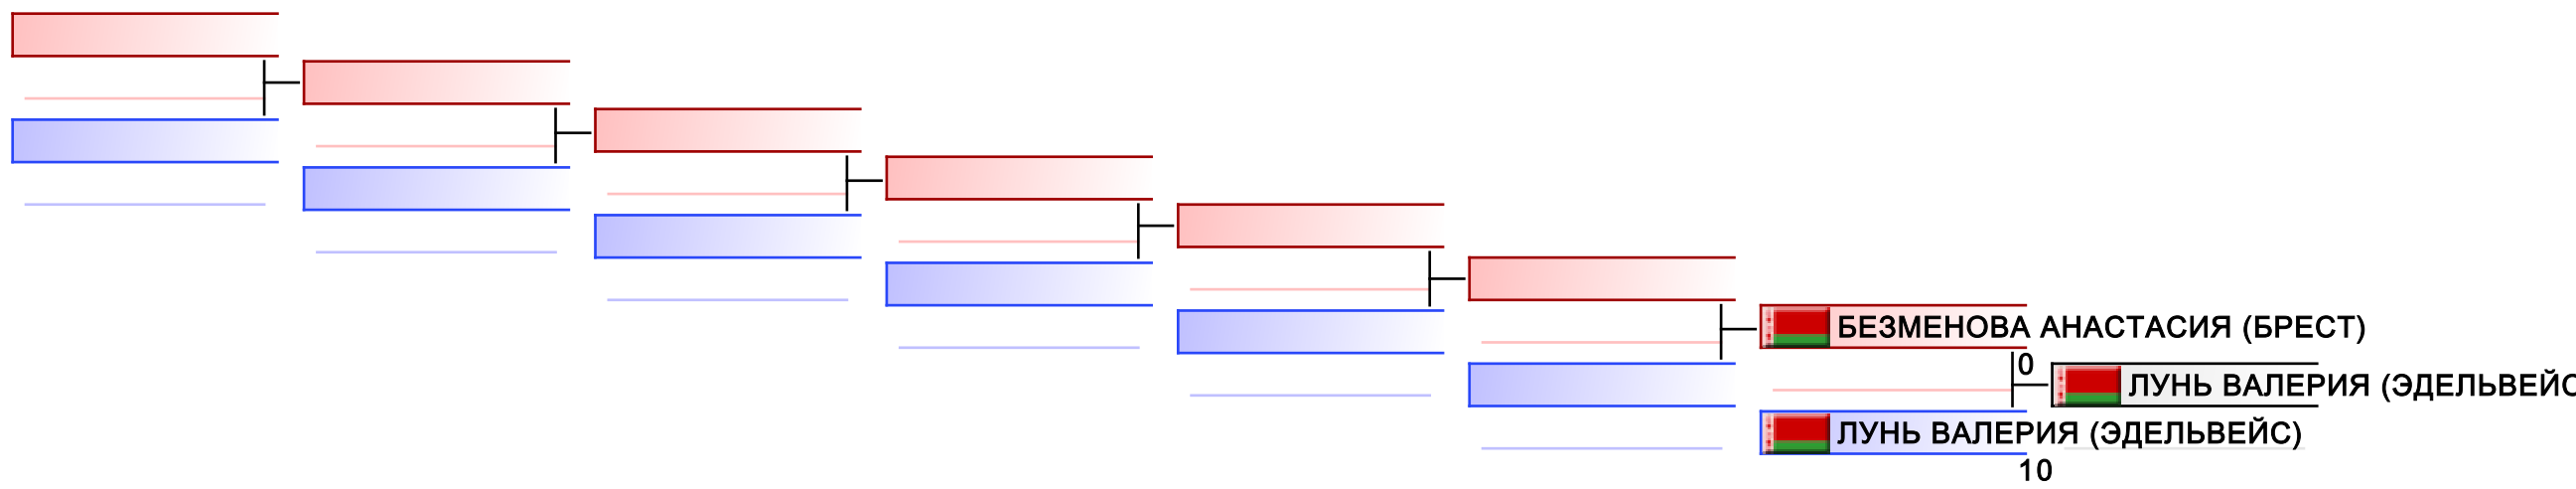 БЕЗМЕНОВА АНАСТАСИЯ (БРЕСТ)
0
ЛУНЬ ВАЛЕРИЯ (ЭДЕЛЬВЕЙС
ЛУНЬ ВАЛЕРИЯ (ЭДЕЛЬВЕЙС)
10